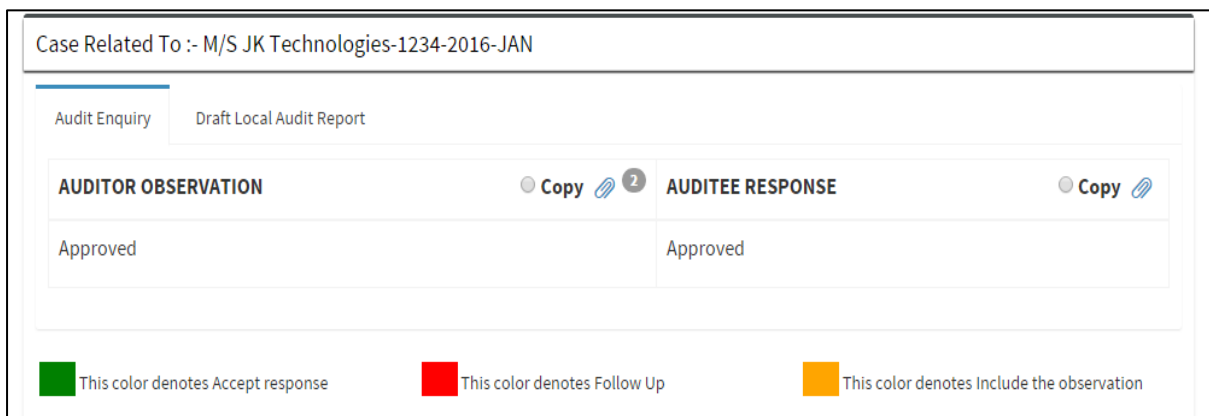 Case Related To :- M/S JK Technologies-1234-2016-JAN
Audit Enquiry Draft Local Audit Report
AUDITOR OBSERVATION Copy 2 AUDITEE RESPONSE Copy
Approved Approved
This color denotes Accept response This color denotes Follow Up This color denotes Include the observation